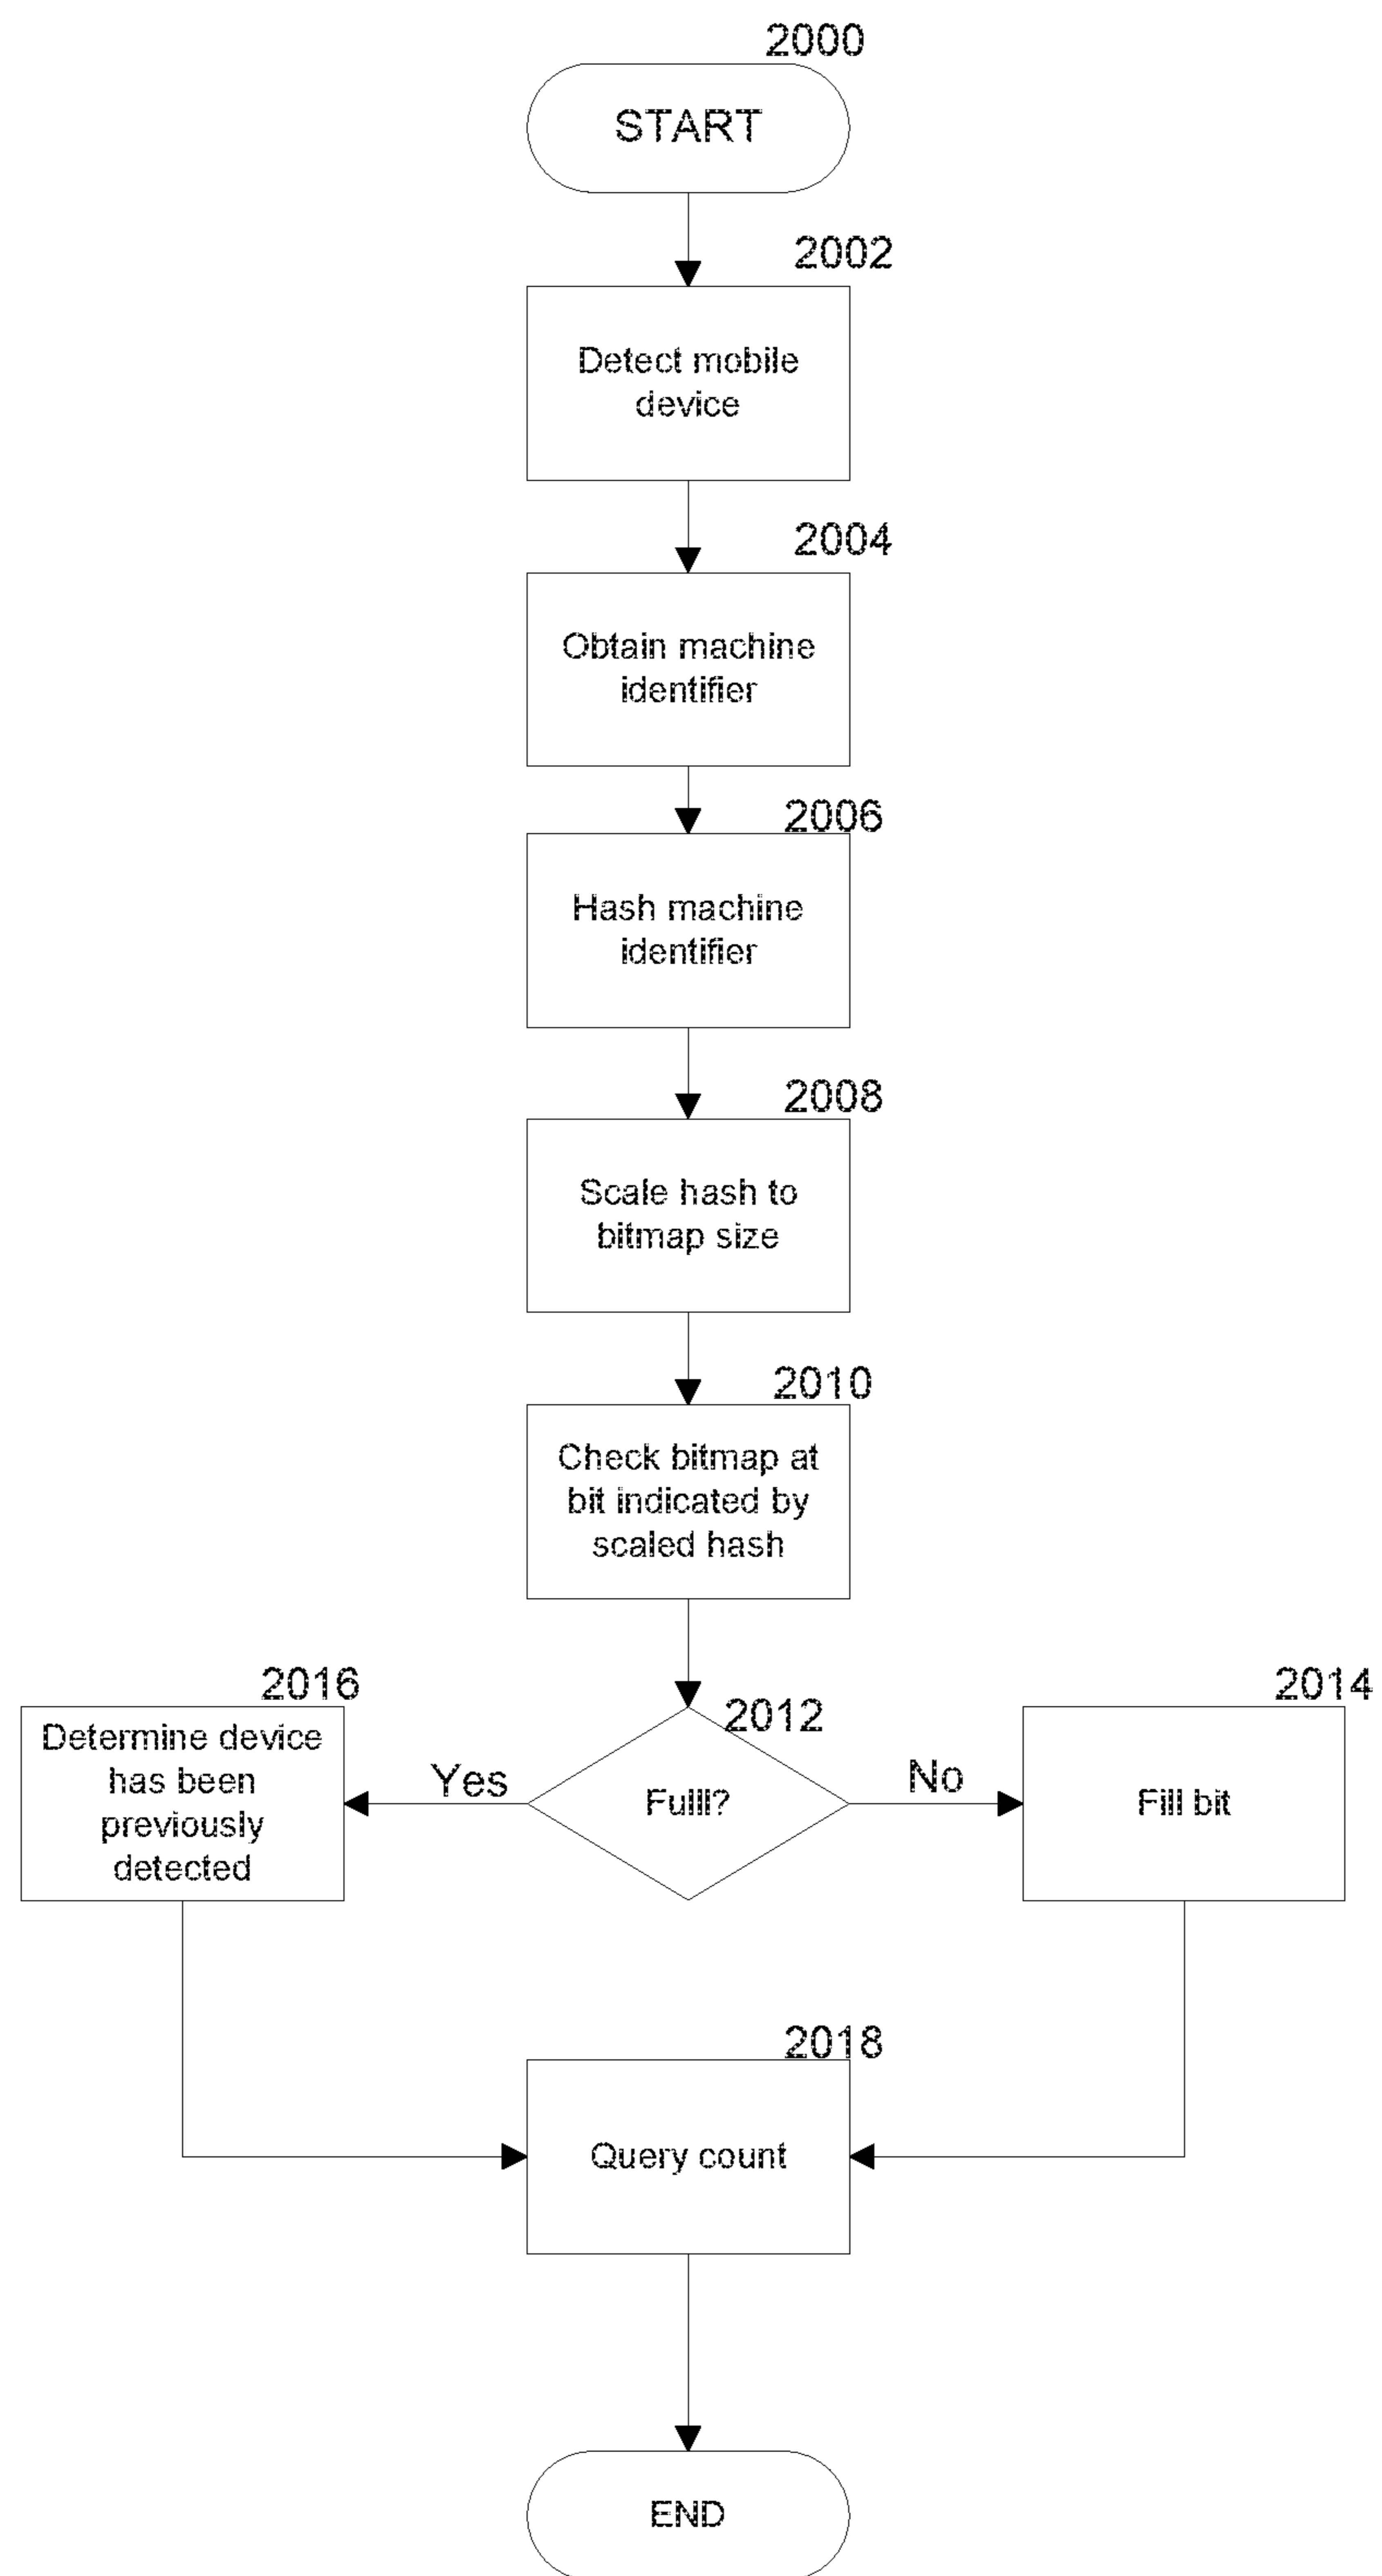 2000
START
2002
Detect mobile
device
2004
Obtain machine
identifier
2006
Hash machine
identifier
2008
Scale hash to
bitmap size
2010
Check bitmap at
bit indicated by
scaled hash
2016
Determine device
has been
previously
detected
Yes
2012
Fulll?
No
2014
Fill bit
2018
Query count
END